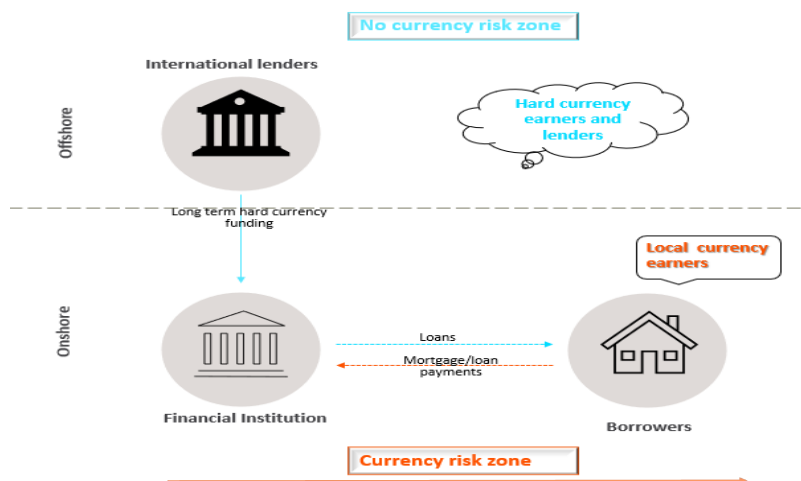 No currency risk zone
International lenders
Offshore
Hard currency
earners and
lenders
Long term hard currency
funding
Local currency
earners
Onshore
Loans
Mortgage/loan
payments
Financial Institution
Borrowers
Currency risk zone